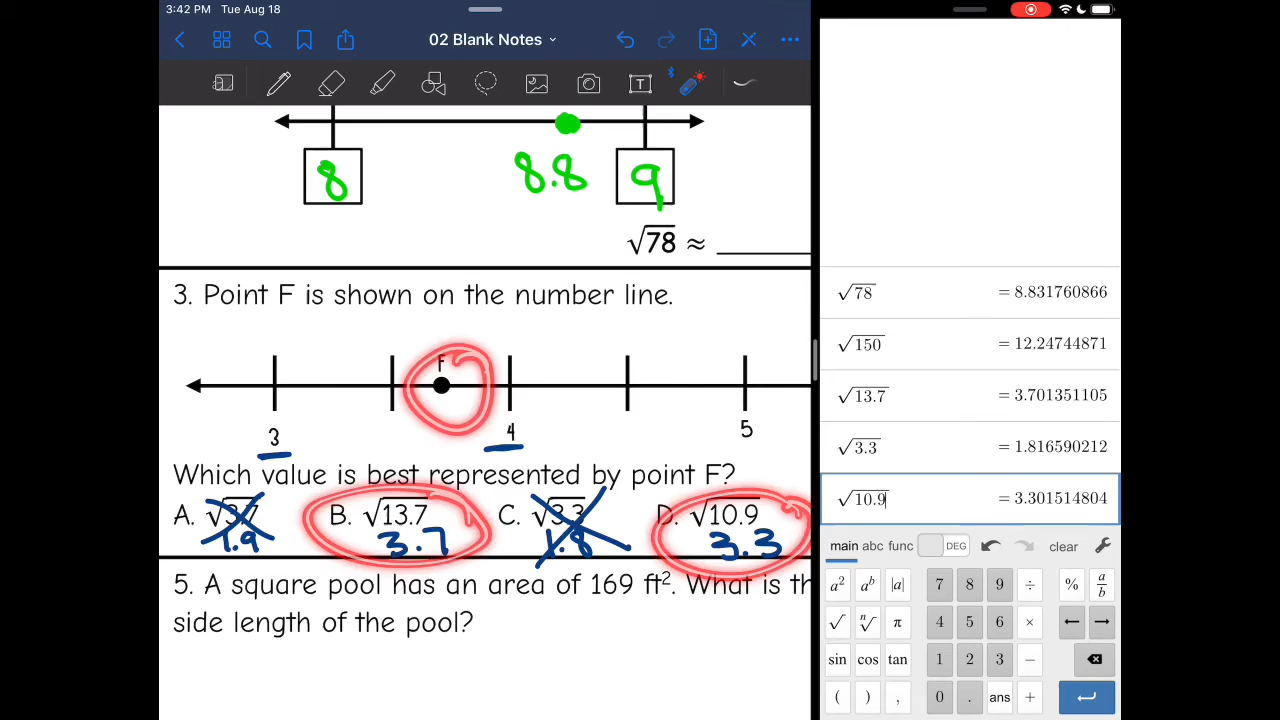 3:42 PM Tue Aug 18
02 Blank Notes
T
8
8.8
9
√78 ≈ ________
3. Point F is shown on the number line.
F
3
4
5
Which value is best represented by point F?
A. √3.7 B. √13.7 C. √3.3 D. √10.9
1.9 3.7 1.8 3.3
5. A square pool has an area of 169 ft². What is th
side length of the pool?
√78 = 8.831760866
√150 = 12.24744871
√13.7 = 3.701351105
√3.3 = 1.816590212
√10.9 = 3.301514804
main abc func DEG clear
a² aᵇ |a| 7 8 9 ÷ % a/b
√ ⁿ√ π 4 5 6 × ← →
sin cos tan 1 2 3 −
( ) , 0 . ans +